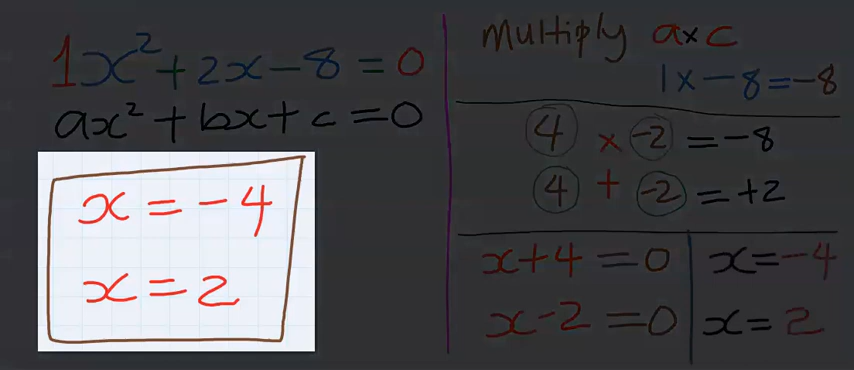 1x² + 2x - 8 = 0
ax² + bx + c = 0
x = -4
x = 2
multiply a×c
1 x - 8 = -8
4 × -2 = -8
4 + -2 = +2
x+4 = 0
x = -4
x-2 = 0
x = 2